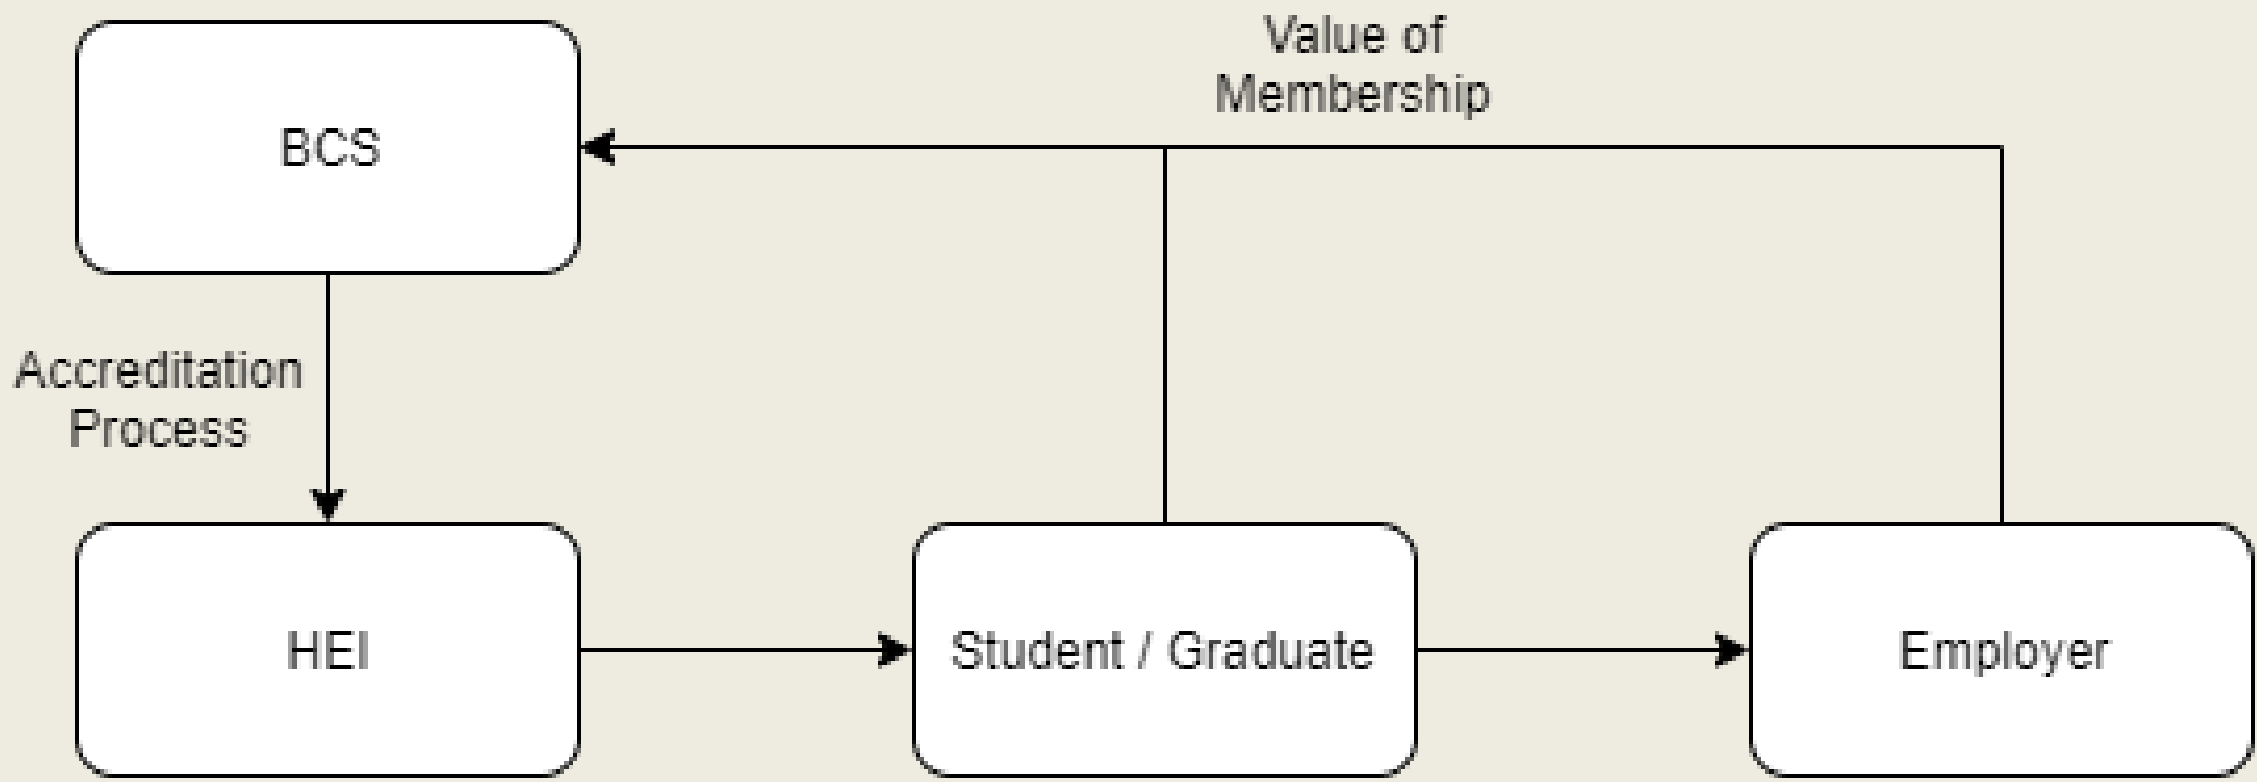 Value of
Membership
BCS
Accreditation
Process
HEI
Student / Graduate
Employer